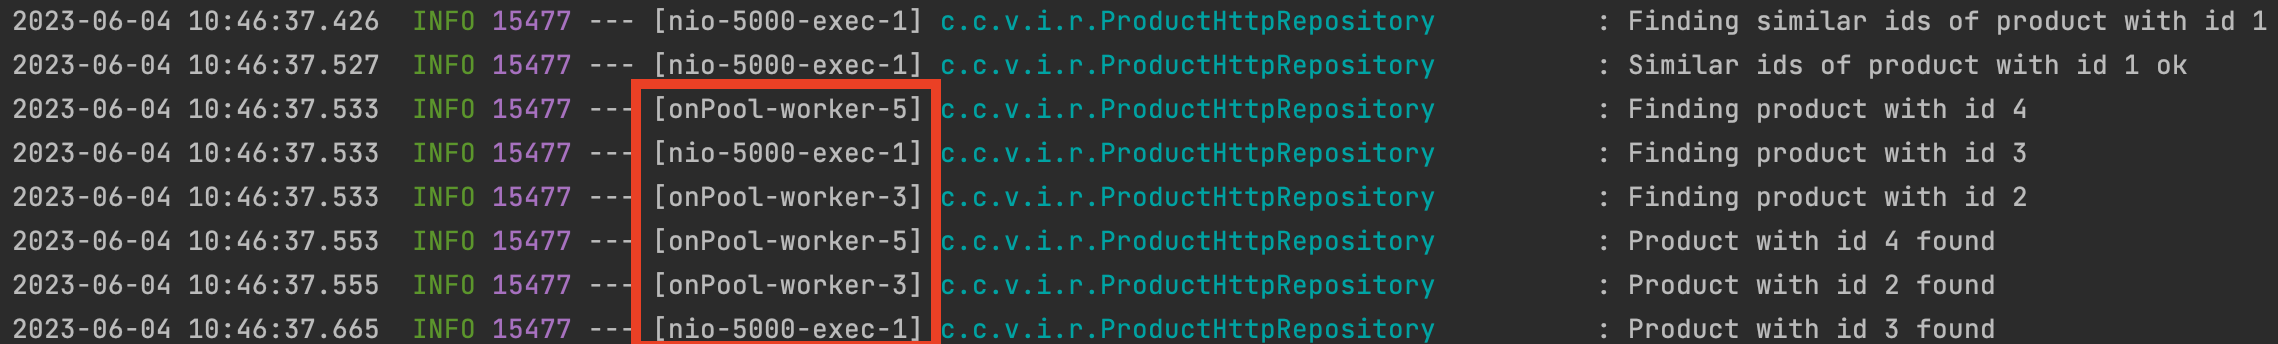 2023-06-04 10:46:37.426  INFO 15477 --- [nio-5000-exec-1] c.c.v.i.r.ProductHttpRepository          : Finding similar ids of product with id 1
2023-06-04 10:46:37.527  INFO 15477 --- [nio-5000-exec-1] c.c.v.i.r.ProductHttpRepository          : Similar ids of product with id 1 ok
2023-06-04 10:46:37.533  INFO 15477 --- [onPool-worker-5] c.c.v.i.r.ProductHttpRepository          : Finding product with id 4
2023-06-04 10:46:37.533  INFO 15477 --- [nio-5000-exec-1] c.c.v.i.r.ProductHttpRepository          : Finding product with id 3
2023-06-04 10:46:37.533  INFO 15477 --- [onPool-worker-3] c.c.v.i.r.ProductHttpRepository          : Finding product with id 2
2023-06-04 10:46:37.553  INFO 15477 --- [onPool-worker-5] c.c.v.i.r.ProductHttpRepository          : Product with id 4 found
2023-06-04 10:46:37.555  INFO 15477 --- [onPool-worker-3] c.c.v.i.r.ProductHttpRepository          : Product with id 2 found
2023-06-04 10:46:37.665  INFO 15477 --- [nio-5000-exec-1] c.c.v.i.r.ProductHttpRepository          : Product with id 3 found